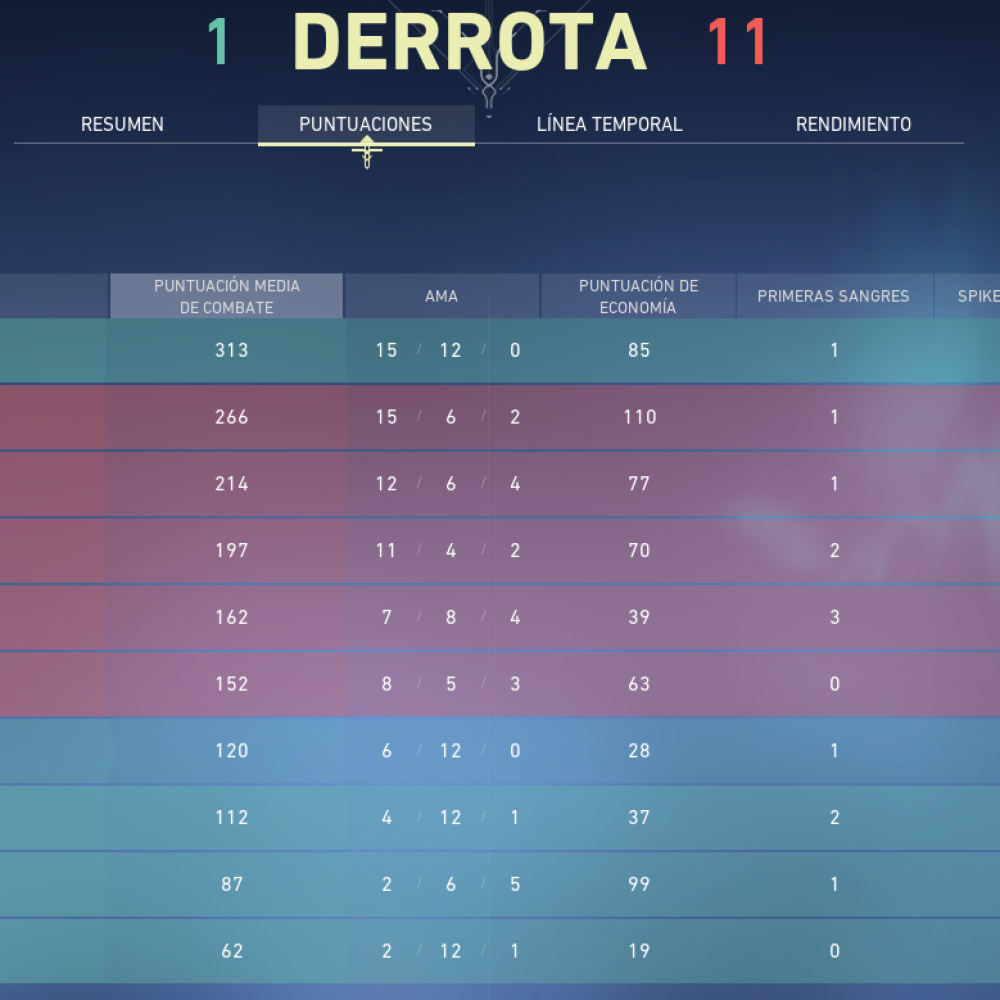 1 DERROTA 11
RESUMEN PUNTUACIONES LÍNEA TEMPORAL RENDIMIENTO
PUNTUACIÓN MEDIA
DE COMBATE
AMA
PUNTUACIÓN DE
ECONOMÍA
PRIMERAS SANGRES
SPIKE
313 15 / 12 / 0 85 1
266 15 / 6 / 2 110 1
214 12 / 6 / 4 77 1
197 11 / 4 / 2 70 2
162 7 / 8 / 4 39 3
152 8 / 5 / 3 63 0
120 6 / 12 / 0 28 1
112 4 / 12 / 1 37 2
87 2 / 6 / 5 99 1
62 2 / 12 / 1 19 0